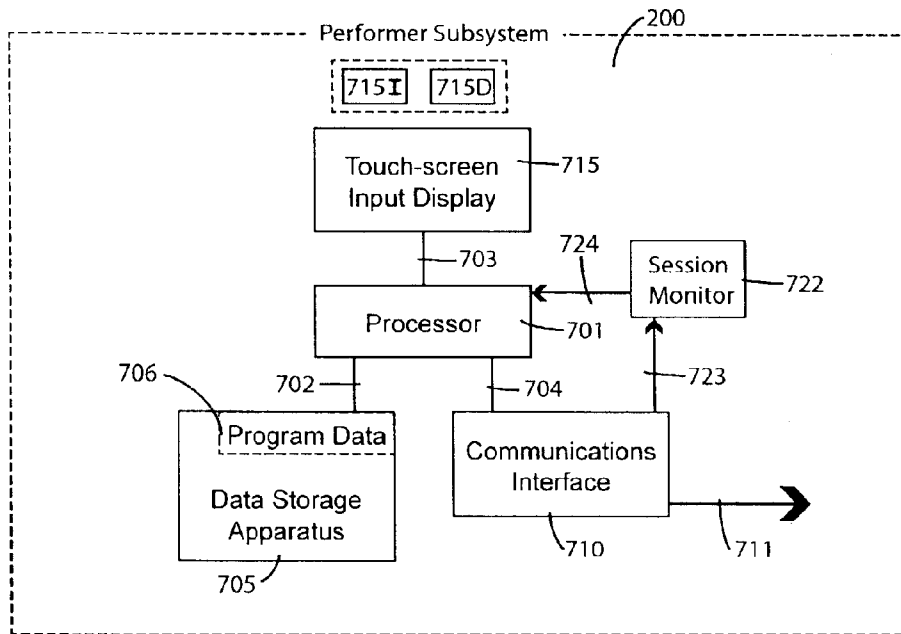 Performer Subsystem
200
715I
715D
Touch-screen
Input Display
715
703
724
Session
Monitor
722
Processor
701
706
702
704
723
Program Data
Data Storage
Apparatus
705
Communications
Interface
710
711